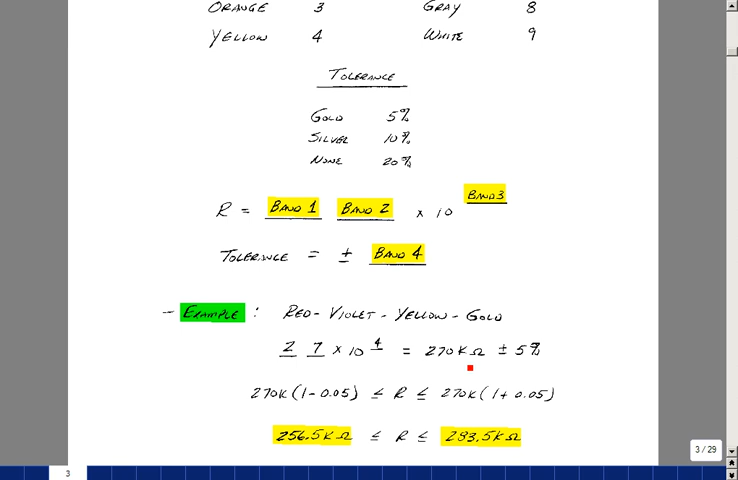 ORANGE 3 GRAY 8
YELLOW 4 WHITE 9
TOLERANCE
GOLD 5%
SILVER 10%
NONE 20%
R = BAND 1 BAND 2 × 10 BAND3
TOLERANCE = ± BAND 4
- EXAMPLE : RED - VIOLET - YELLOW - GOLD
2 7 × 10 4 = 270KΩ ± 5%
270K (1 - 0.05) ≤ R ≤ 270K (1 + 0.05)
256.5KΩ ≤ R ≤ 283.5KΩ
3 / 29
3